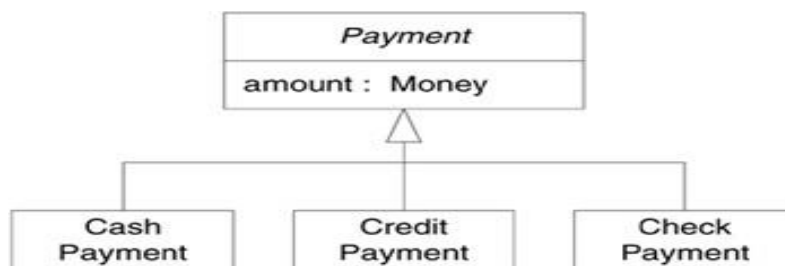 Payment
amount : Money
Cash
Payment
Credit
Payment
Check
Payment